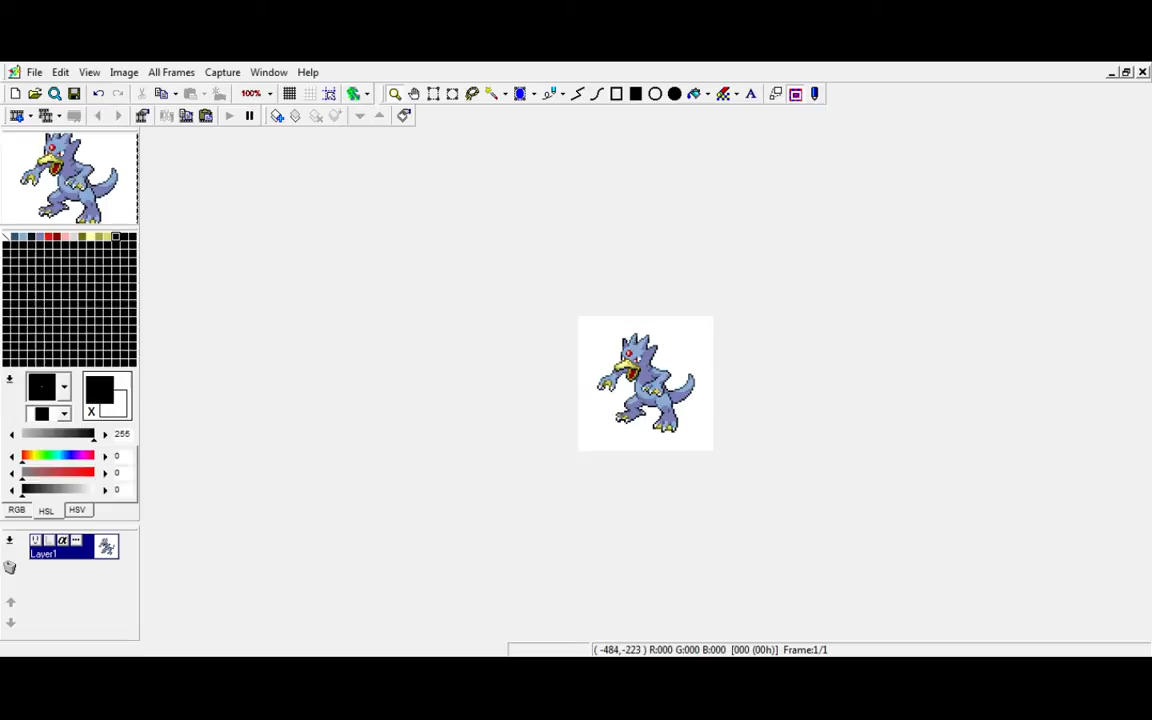 File Edit View Image All Frames Capture Window Help
100%
A
X
255
0
0
0
RGB HSL HSV
α
Layer1
( -484,-223 ) R:000 G:000 B:000 [000 (00h)] Frame:1/1